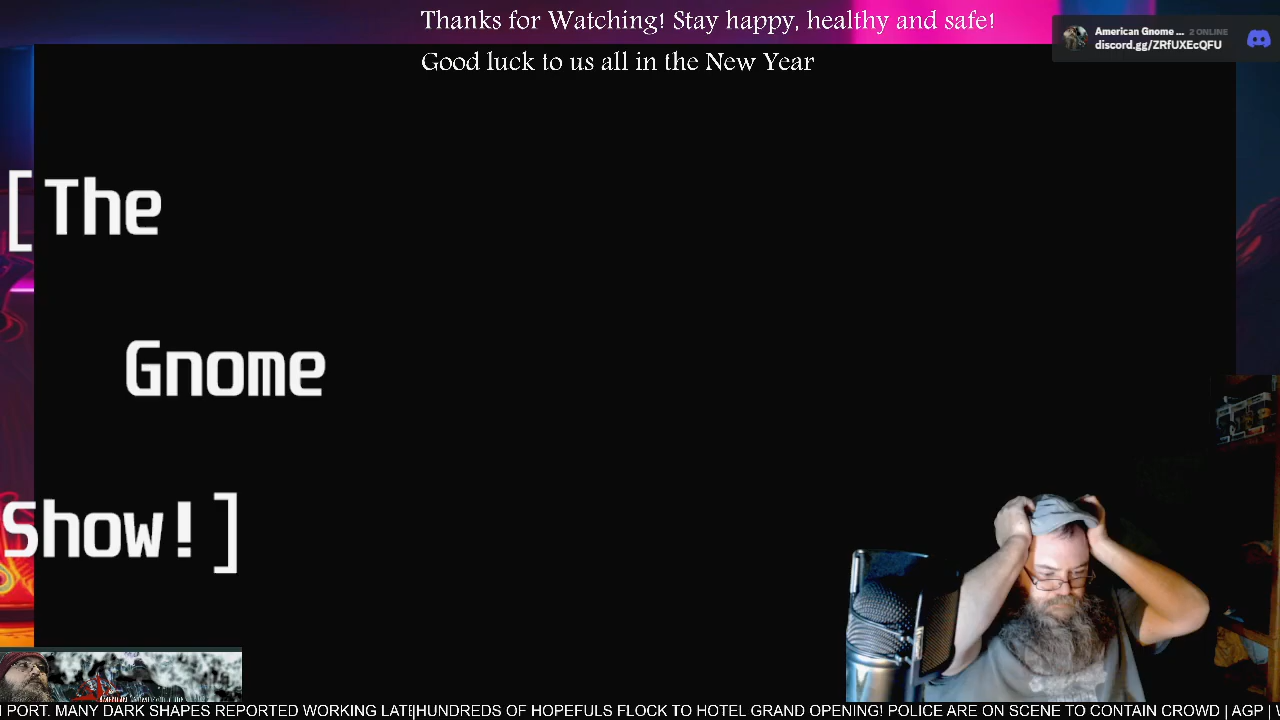 Thanks for Watching! Stay happy, healthy and safe!
Good luck to us all in the New Year
American Gnome ... 2 ONLINE
discord.gg/ZRfUXEcQFU
[The
Gnome
Show!]
PORT. MANY DARK SHAPES REPORTED WORKING LATE|HUNDREDS OF HOPEFULS FLOCK TO HOTEL GRAND OPENING! POLICE ARE ON SCENE TO CONTAIN CROWD | AGP |